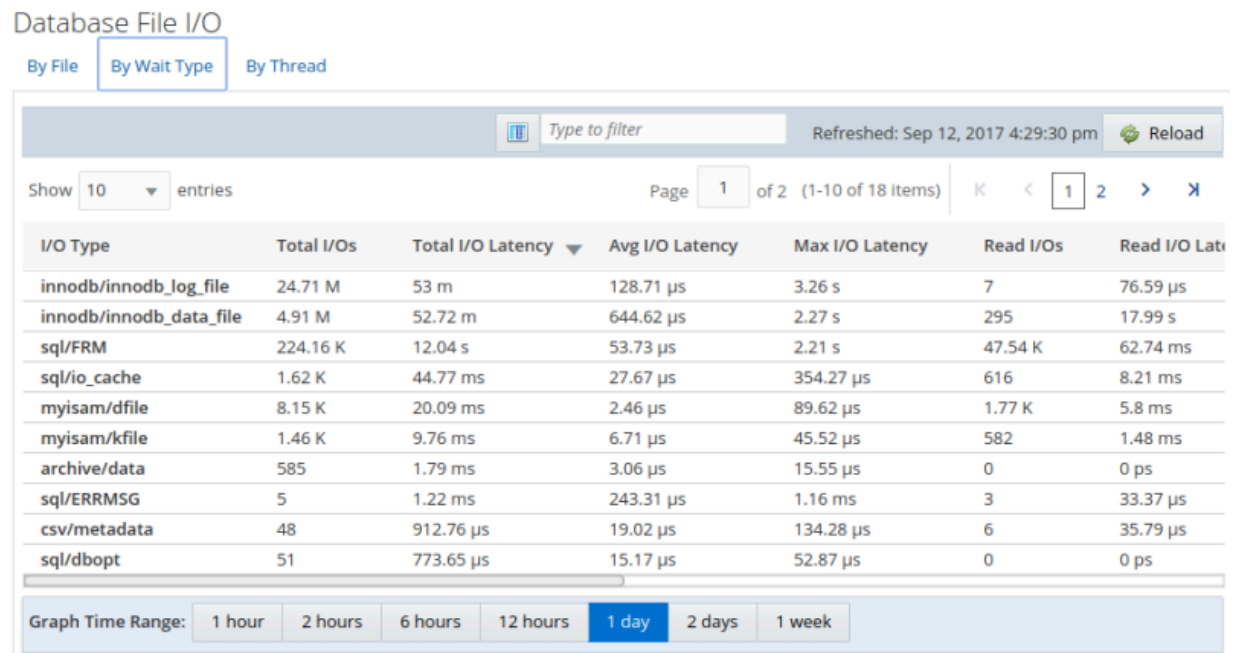 Database File I/O
By File By Wait Type By Thread
Type to filter Refreshed: Sep 12, 2017 4:29:30 pm Reload
Show 10 entries Page 1 of 2 (1-10 of 18 items) 1 2
I/O Type Total I/Os Total I/O Latency Avg I/O Latency Max I/O Latency Read I/Os Read I/O Late
innodb/innodb_log_file 24.71 M 53 m 128.71 µs 3.26 s 7 76.59 µs
innodb/innodb_data_file 4.91 M 52.72 m 644.62 µs 2.27 s 295 17.99 s
sql/FRM 224.16 K 12.04 s 53.73 µs 2.21 s 47.54 K 62.74 ms
sql/io_cache 1.62 K 44.77 ms 27.67 µs 354.27 µs 616 8.21 ms
myisam/dfile 8.15 K 20.09 ms 2.46 µs 89.62 µs 1.77 K 5.8 ms
myisam/kfile 1.46 K 9.76 ms 6.71 µs 45.52 µs 582 1.48 ms
archive/data 585 1.79 ms 3.06 µs 15.55 µs 0 0 ps
sql/ERRMSG 5 1.22 ms 243.31 µs 1.16 ms 3 33.37 µs
csv/metadata 48 912.76 µs 19.02 µs 134.28 µs 6 35.79 µs
sql/dbopt 51 773.65 µs 15.17 µs 52.87 µs 0 0 ps
Graph Time Range: 1 hour 2 hours 6 hours 12 hours 1 day 2 days 1 week